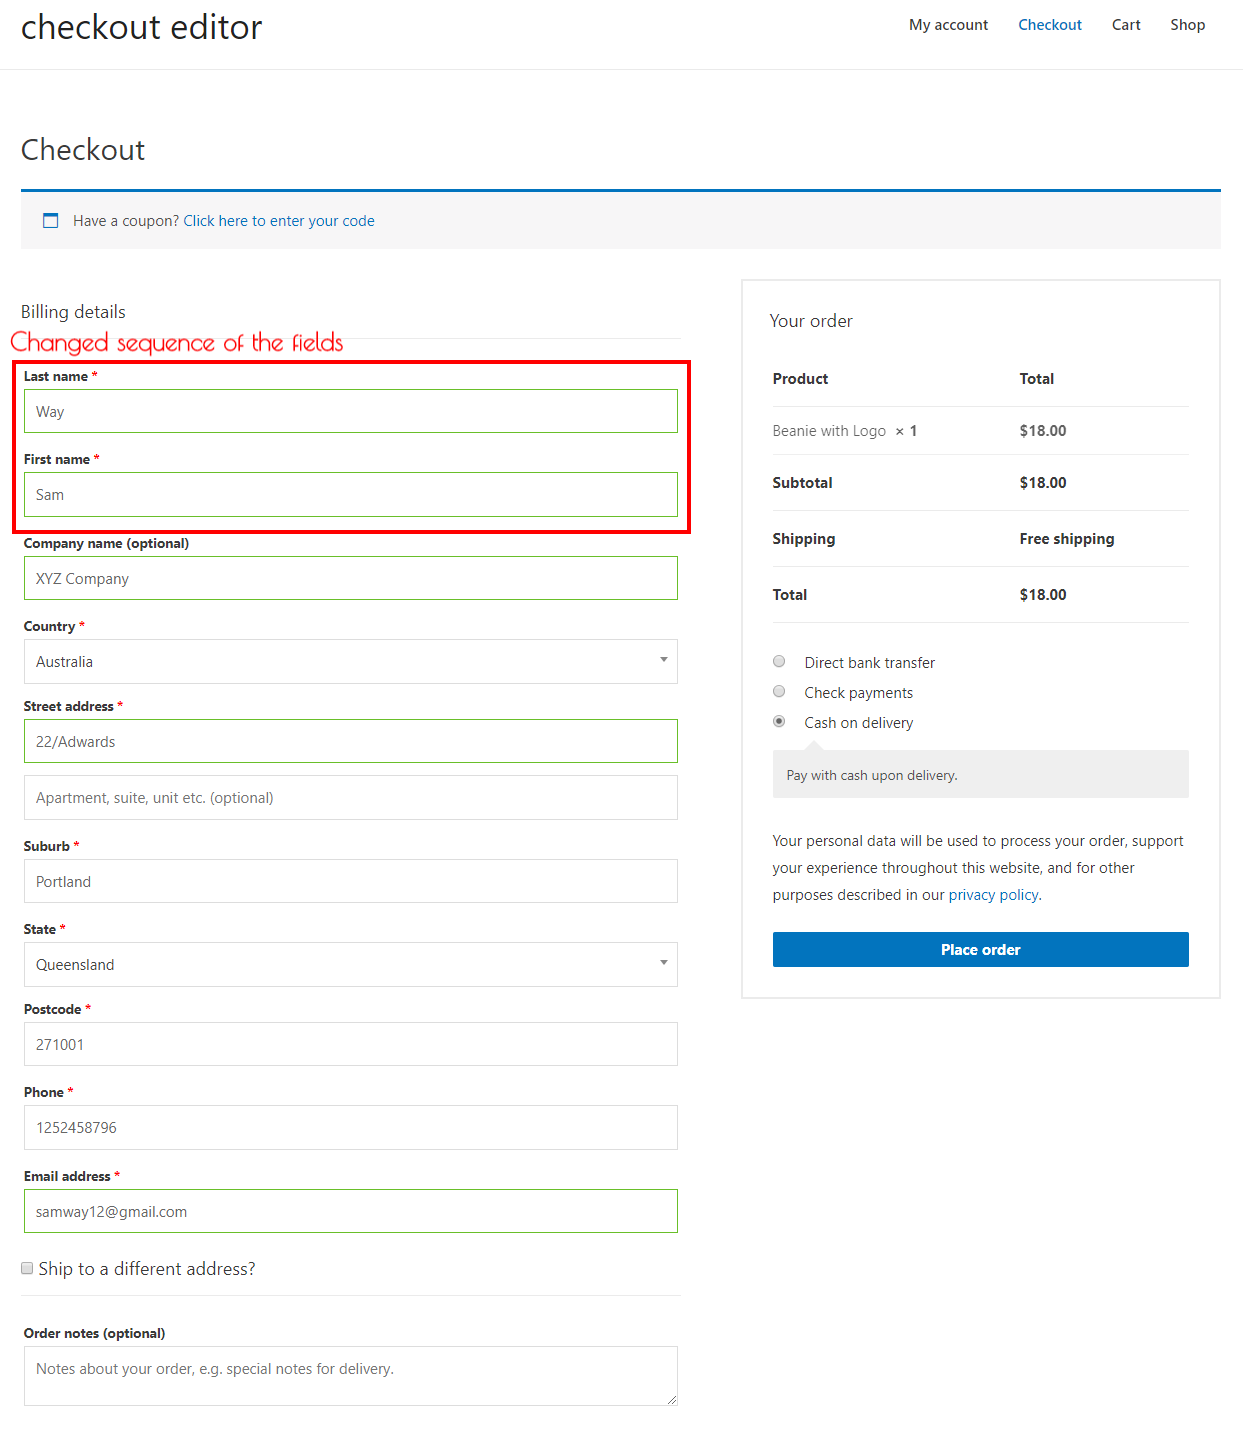 checkout editor
My account Checkout Cart Shop
Checkout
Have a coupon? Click here to enter your code
Billing details
Changed sequence of the fields
Last name *
Way
First name *
Sam
Company name (optional)
XYZ Company
Country *
Australia
Street address *
22/Adwards
Apartment, suite, unit etc. (optional)
Suburb *
Portland
State *
Queensland
Postcode *
271001
Phone *
1252458796
Email address *
samway12@gmail.com
Ship to a different address?
Order notes (optional)
Notes about your order, e.g. special notes for delivery.
Your order
Product Total
Beanie with Logo × 1 $18.00
Subtotal $18.00
Shipping Free shipping
Total $18.00
Direct bank transfer
Check payments
Cash on delivery
Pay with cash upon delivery.
Your personal data will be used to process your order, support
your experience throughout this website, and for other
purposes described in our privacy policy.
Place order